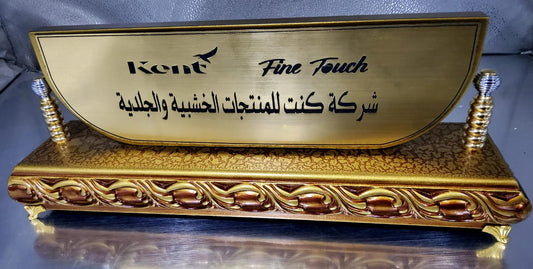 Kent Fine Touch
شركة كنت للمنتجات الخشبية والجلدية